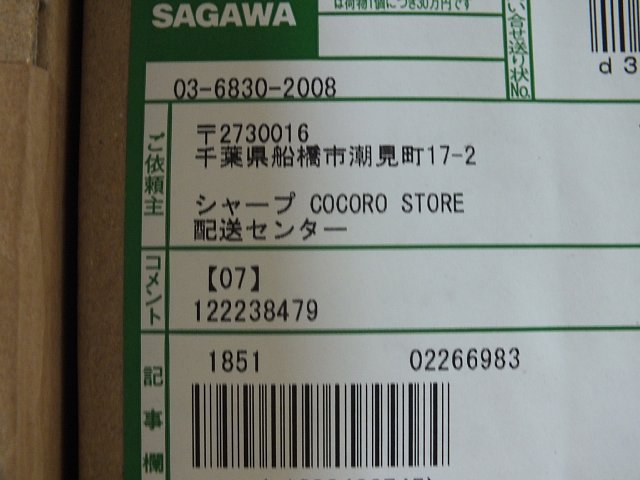 SAGAWA
は荷物1個につき30万円です
い合せ送り状No.
d3
03-6830-2008
ご依頼主
〒2730016
千葉県船橋市潮見町17-2
シャープ COCORO STORE
配送センター
コメント
【07】
122238479
記事欄
1851 02266983